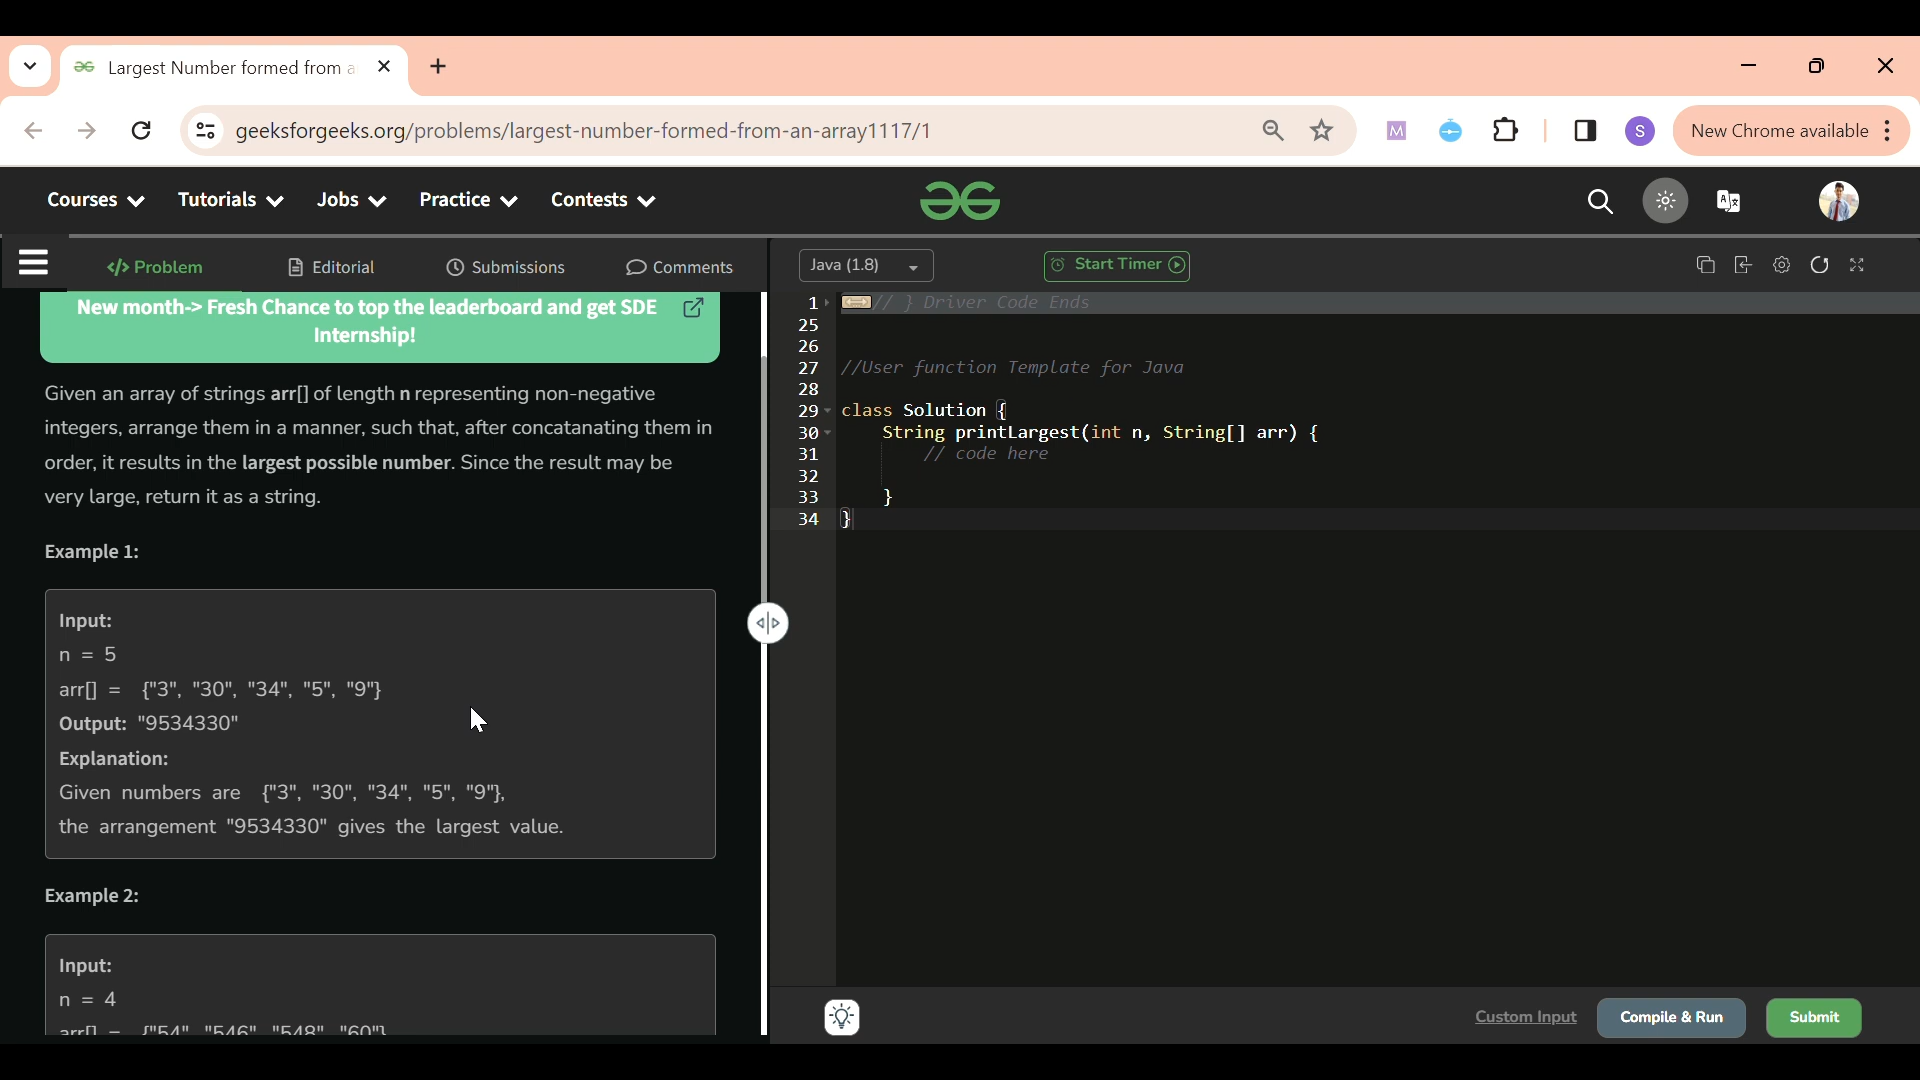 Largest Number formed from a
geeksforgeeks.org/problems/largest-number-formed-from-an-array1117/1
M
S
New Chrome available
Courses
Tutorials
Jobs
Practice
Contests
</> Problem
Editorial
Submissions
Comments
New month-> Fresh Chance to top the leaderboard and get SDE
Internship!
Given an array of strings arr[] of length n representing non-negative
integers, arrange them in a manner, such that, after concatanating them in
order, it results in the largest possible number. Since the result may be
very large, return it as a string.
Example 1:
Input:
n = 5
arr[] = {"3", "30", "34", "5", "9"}
Output: "9534330"
Explanation:
Given numbers are {"3", "30", "34", "5", "9"},
the arrangement "9534330" gives the largest value.
Example 2:
Input:
n = 4
arr[] = {"54", "546", "548", "60"}
Java (1.8)
Start Timer
1 // } Driver Code Ends
25
26
27 //User function Template for Java
28
29 class Solution {
30 String printLargest(int n, String[] arr) {
31 // code here
32
33 }
34 }
Custom Input
Compile & Run
Submit